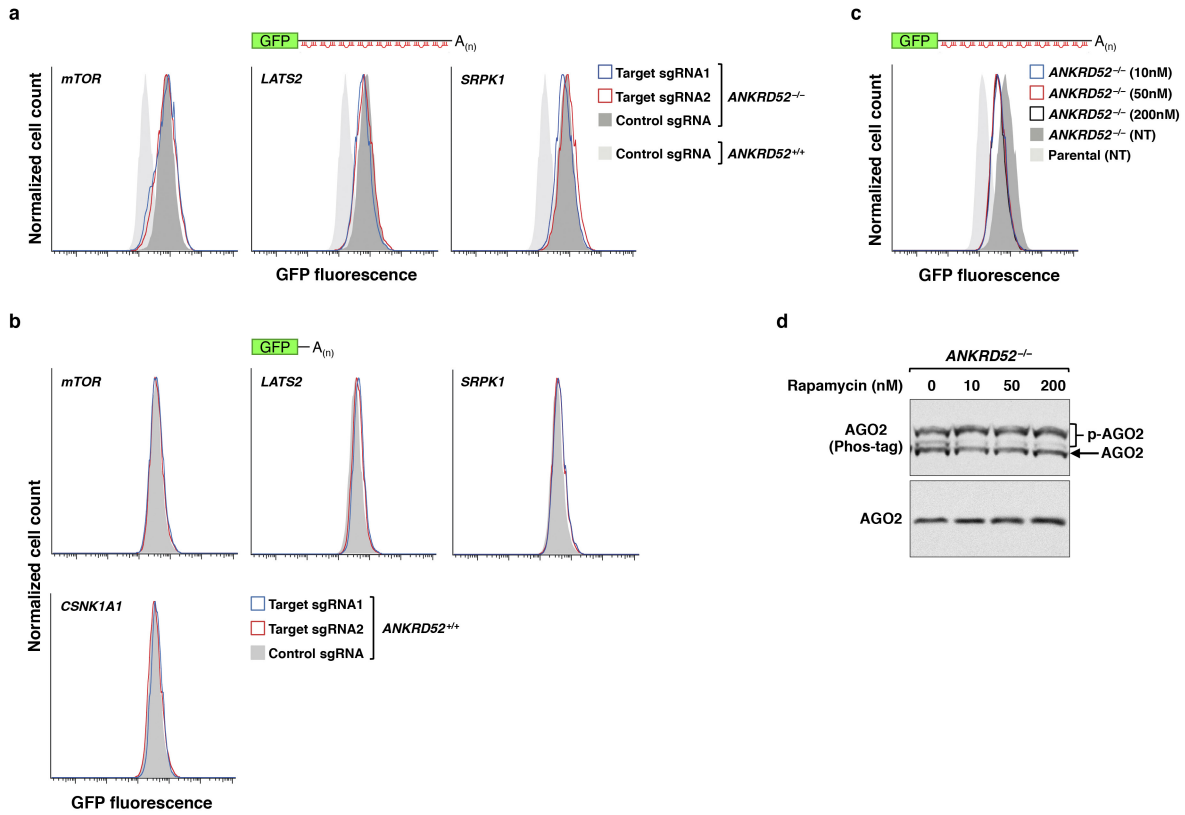 a
GFP A(n)
Normalized cell count
mTOR
LATS2
SRPK1
Target sgRNA1
Target sgRNA2
Control sgRNA
ANKRD52–/–
Control sgRNA
ANKRD52+/+
GFP fluorescence
b
GFP A(n)
Normalized cell count
mTOR
LATS2
SRPK1
CSNK1A1
Target sgRNA1
Target sgRNA2
Control sgRNA
ANKRD52+/+
GFP fluorescence
c
GFP A(n)
Normalized cell count
ANKRD52–/– (10nM)
ANKRD52–/– (50nM)
ANKRD52–/– (200nM)
ANKRD52–/– (NT)
Parental (NT)
GFP fluorescence
d
ANKRD52–/–
Rapamycin (nM) 0 10 50 200
AGO2
(Phos-tag)
p-AGO2
AGO2
AGO2